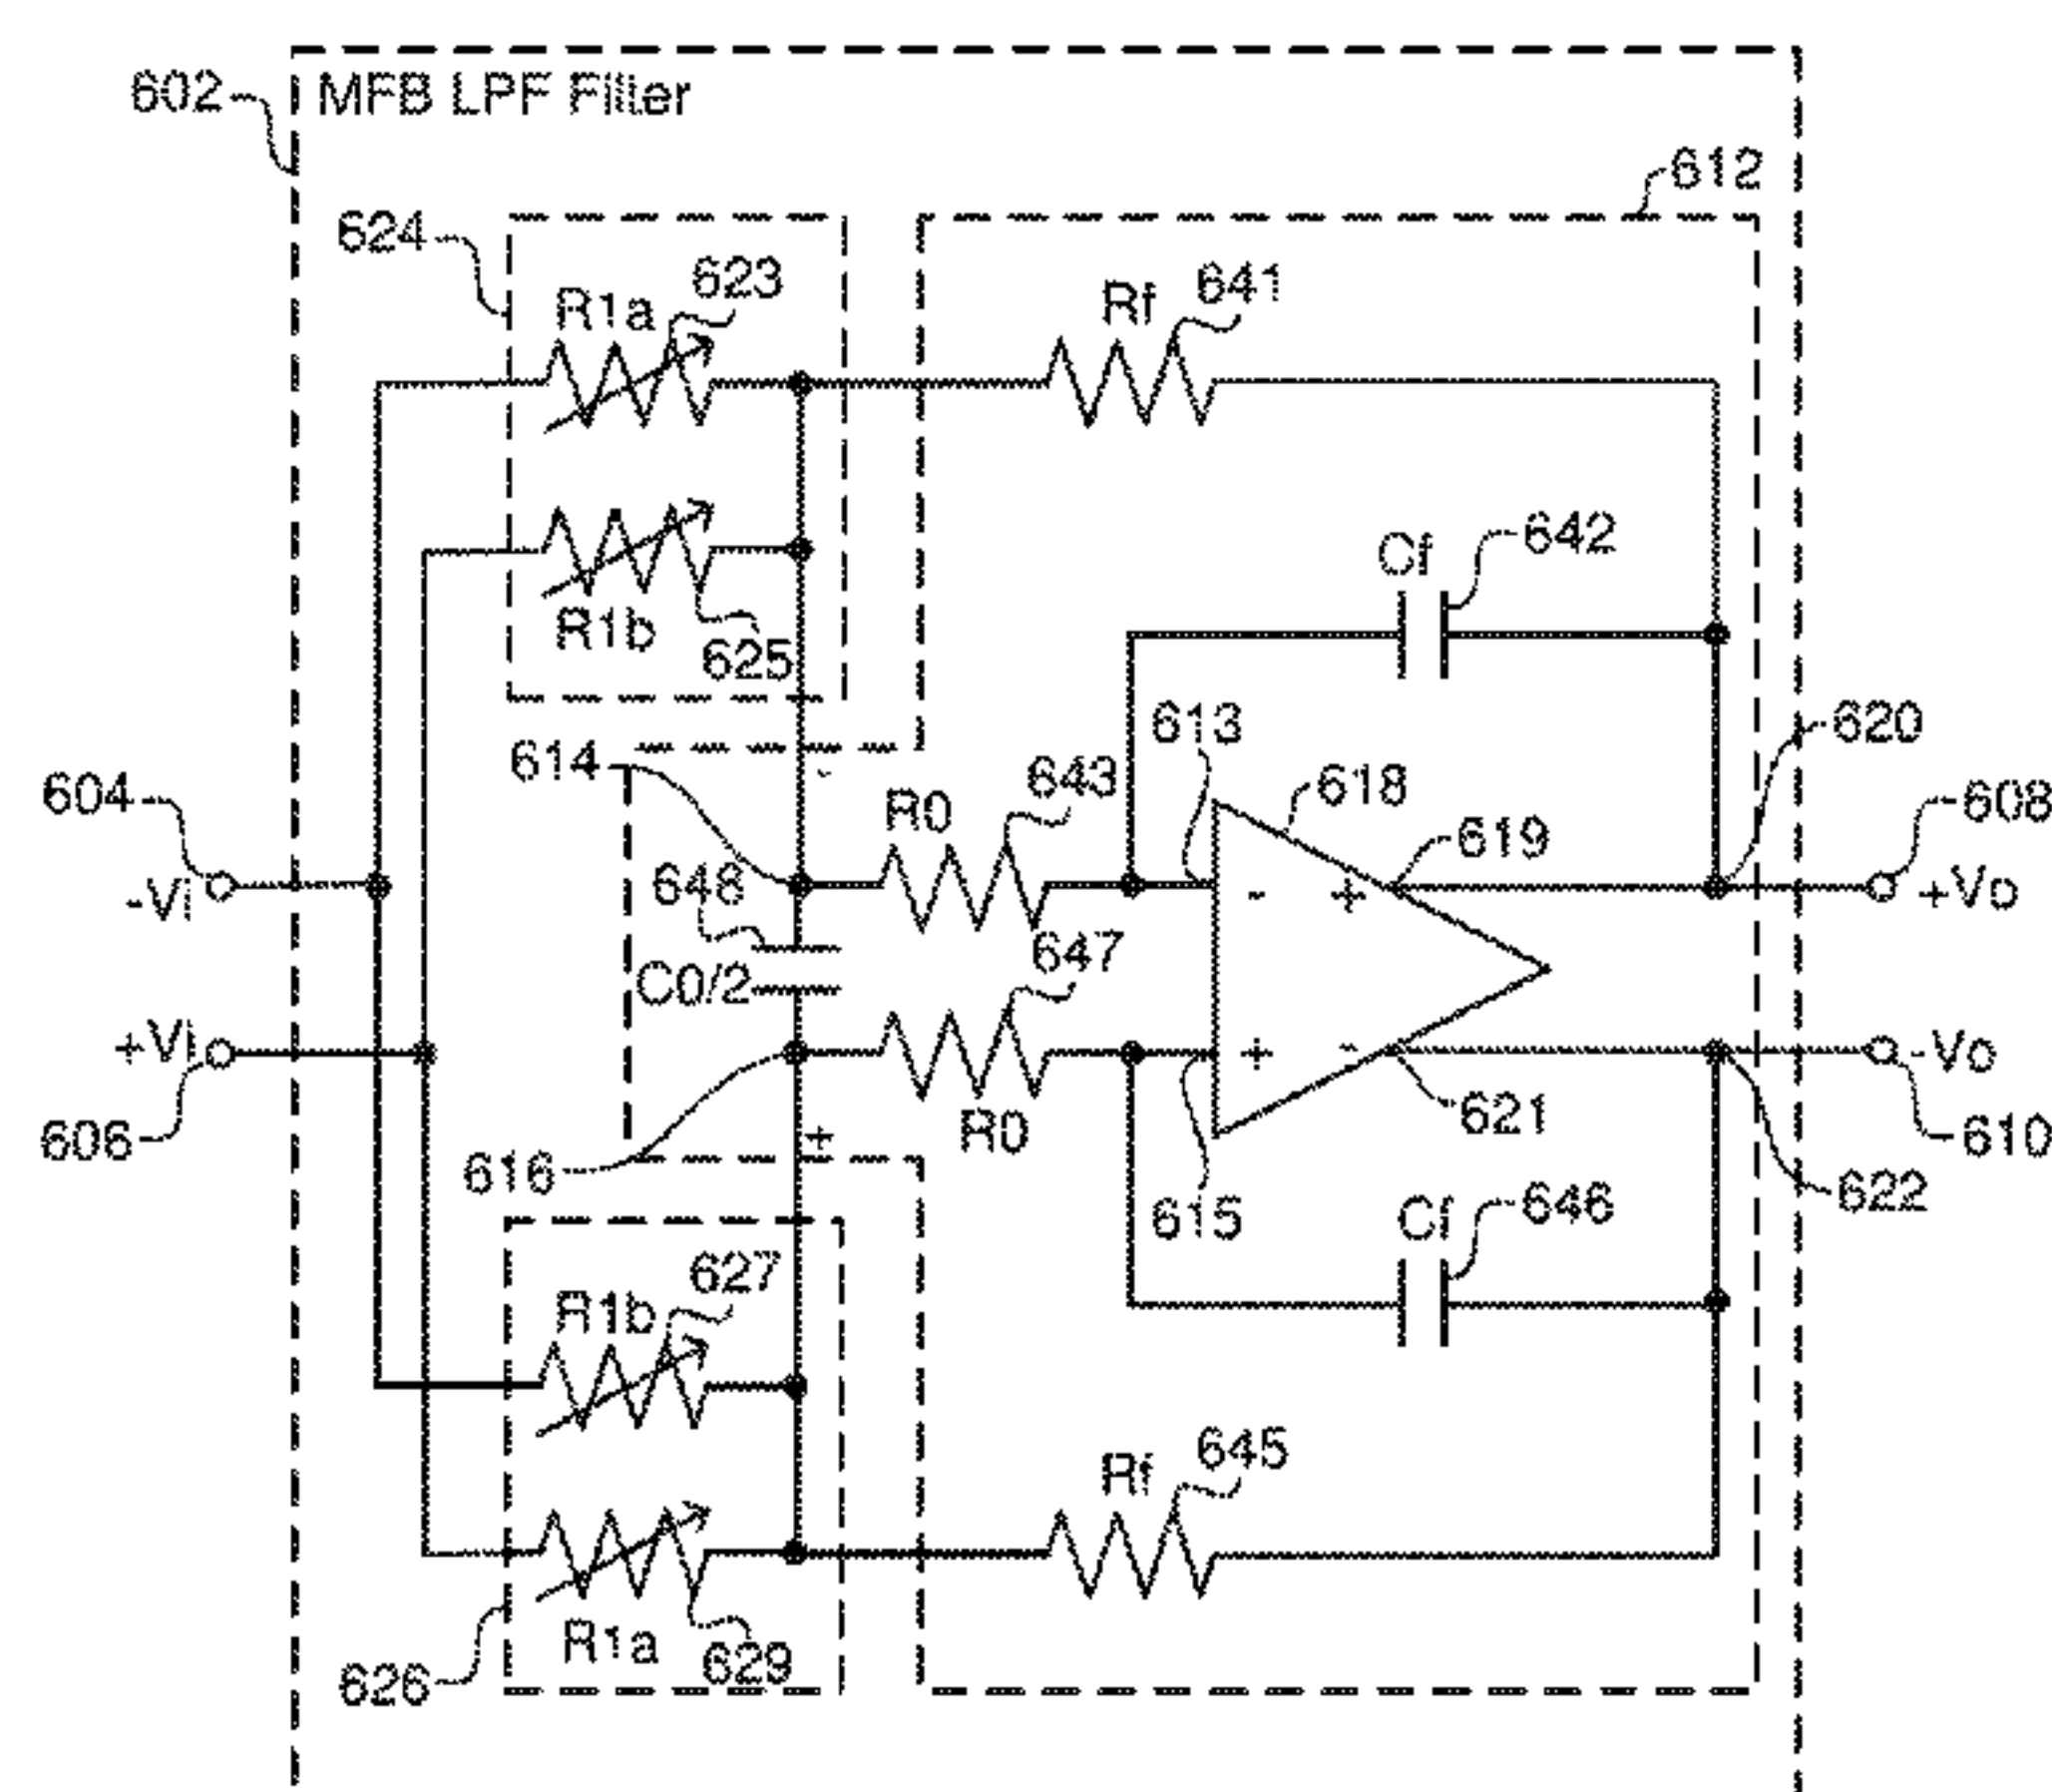 602
MFB LPF Filter
612
624
R1a
623
Rf
641
R1b
625
Cf
642
614
-
643
613
618
620
604
-Vi
648
R0
-
+
619
608
+Vo
C0/2
647
+Vi
606
616
+
R0
+
-
615
621
-Vo
610
622
R1b
627
Cf
646
R1a
629
626
Rf
645